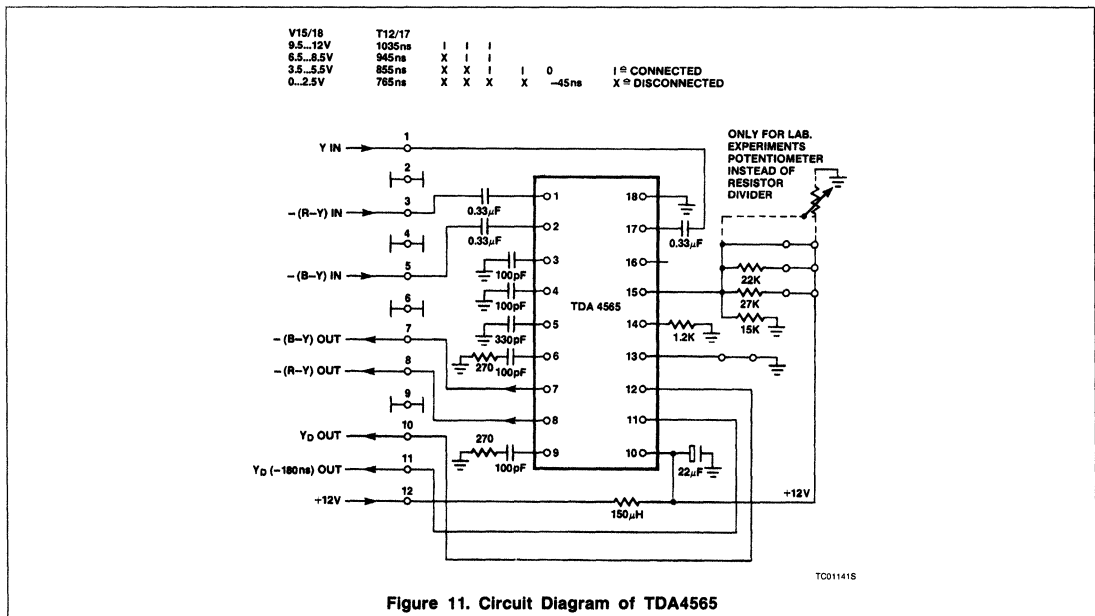 V15/18 T12/17
9.5...12V 1035ns I I I
6.5...8.5V 945ns X I I
3.5...5.5V 855ns X X I I 0 I ≙ CONNECTED
0...2.5V 765ns X X X X –45ns X ≙ DISCONNECTED
ONLY FOR LAB.
EXPERIMENTS
POTENTIOMETER
INSTEAD OF
RESISTOR
DIVIDER
Y IN 1
2
–(R–Y) IN 3
4
–(B–Y) IN 5
6
–(B–Y) OUT 7
–(R–Y) OUT 8
9
YD OUT 10
YD (–180ns) OUT 11
+12V 12
0.33μF
0.33μF
100pF
100pF
330pF
270 100pF
270
100pF
1
2
3
4
5
6
7
8
9
TDA 4565
18
17
16
15
14
13
12
11
10
0.33μF
22K
27K
15K
1.2K
22μF
150μH
+12V
TC01141S
Figure 11. Circuit Diagram of TDA4565